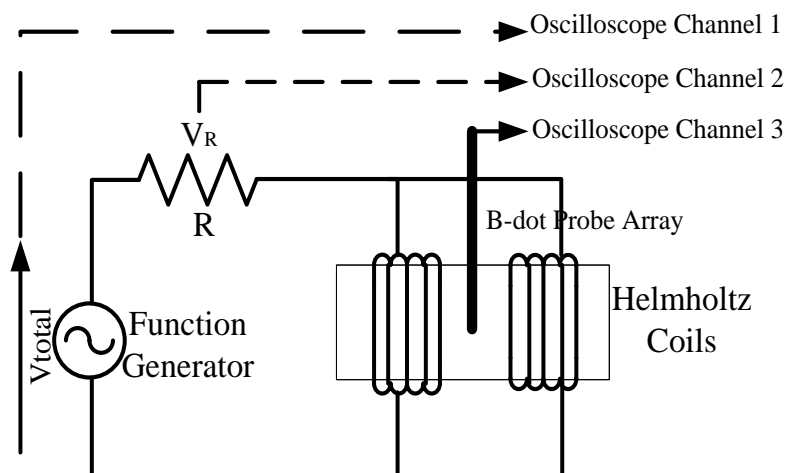 Oscilloscope Channel 1
Oscilloscope Channel 2
Oscilloscope Channel 3
VR
R
B-dot Probe Array
Vtotal
Function
Generator
Helmholtz
Coils